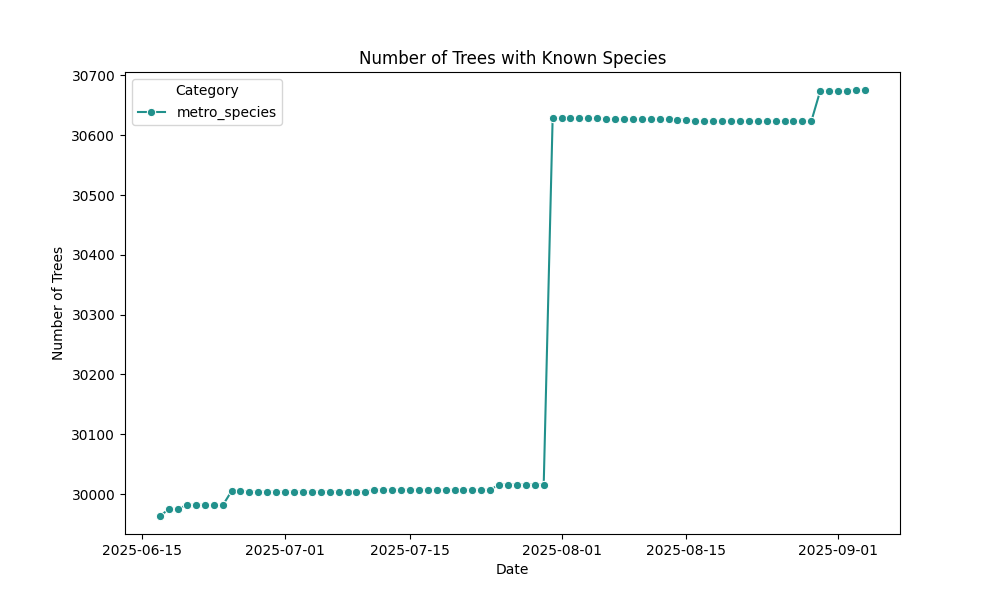 Number of Trees with Known Species
Category
metro_species
30700
30600
30500
30400
30300
30200
30100
30000
Number of Trees
2025-06-15 2025-07-01 2025-07-15 2025-08-01 2025-08-15 2025-09-01
Date